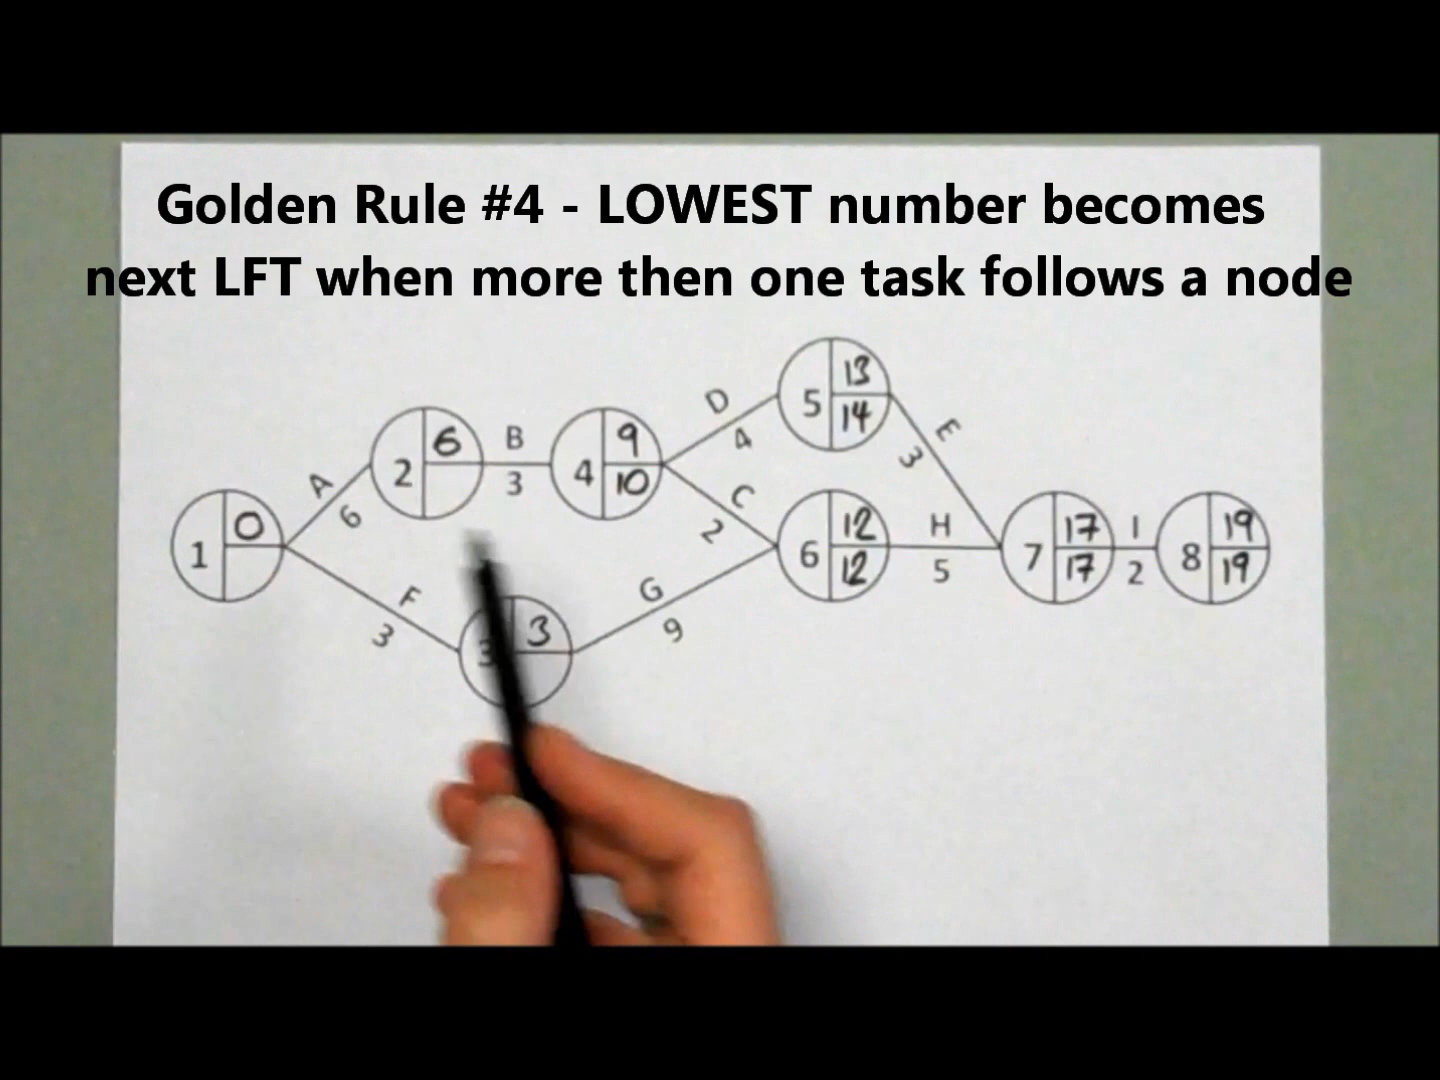 Golden Rule #4 - LOWEST number becomes
next LFT when more then one task follows a node
D
4
5
13
14
E
3
A
6
2
6
B
3
4
9
10
C
2
1
0
F
3
3
3
G
9
6
12
12
H
5
7
17
17
I
2
8
19
19